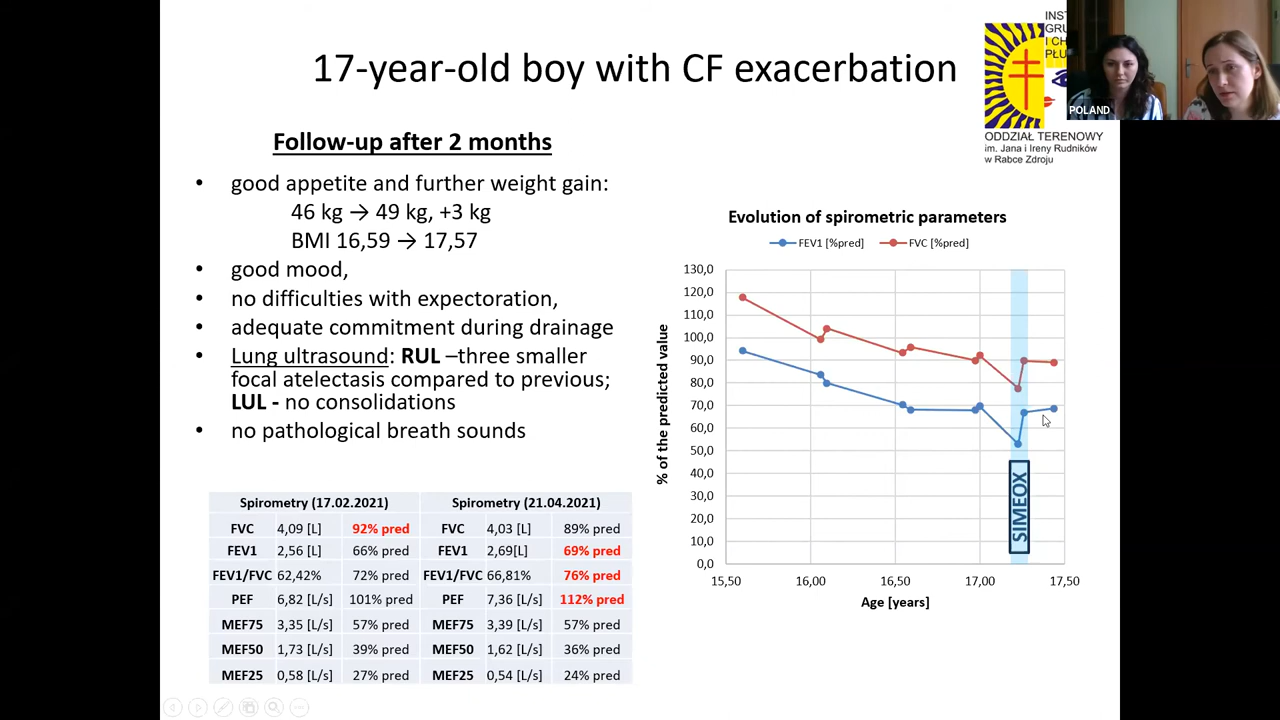 17-year-old boy with CF exacerbation
INST
GRU
I CH
PŁU
POLAND
ODDZIAŁ TERENOWY
im. Jana i Ireny Rudników
w Rabce Zdroju
Follow-up after 2 months
• good appetite and further weight gain:
46 kg → 49 kg, +3 kg
BMI 16,59 → 17,57
• good mood,
• no difficulties with expectoration,
• adequate commitment during drainage
• Lung ultrasound: RUL –three smaller
focal atelectasis compared to previous;
LUL - no consolidations
• no pathological breath sounds
Spirometry (17.02.2021) Spirometry (21.04.2021)
FVC 4,09 [L] 92% pred FVC 4,03 [L] 89% pred
FEV1 2,56 [L] 66% pred FEV1 2,69[L] 69% pred
FEV1/FVC 62,42% 72% pred FEV1/FVC 66,81% 76% pred
PEF 6,82 [L/s] 101% pred PEF 7,36 [L/s] 112% pred
MEF75 3,35 [L/s] 57% pred MEF75 3,39 [L/s] 57% pred
MEF50 1,73 [L/s] 39% pred MEF50 1,62 [L/s] 36% pred
MEF25 0,58 [L/s] 27% pred MEF25 0,54 [L/s] 24% pred
Evolution of spirometric parameters
FEV1 [%pred] FVC [%pred]
% of the predicted value
130,0
120,0
110,0
100,0
90,0
80,0
70,0
60,0
50,0
40,0
30,0
20,0
10,0
0,0
SIMEOX
15,50 16,00 16,50 17,00 17,50
Age [years]